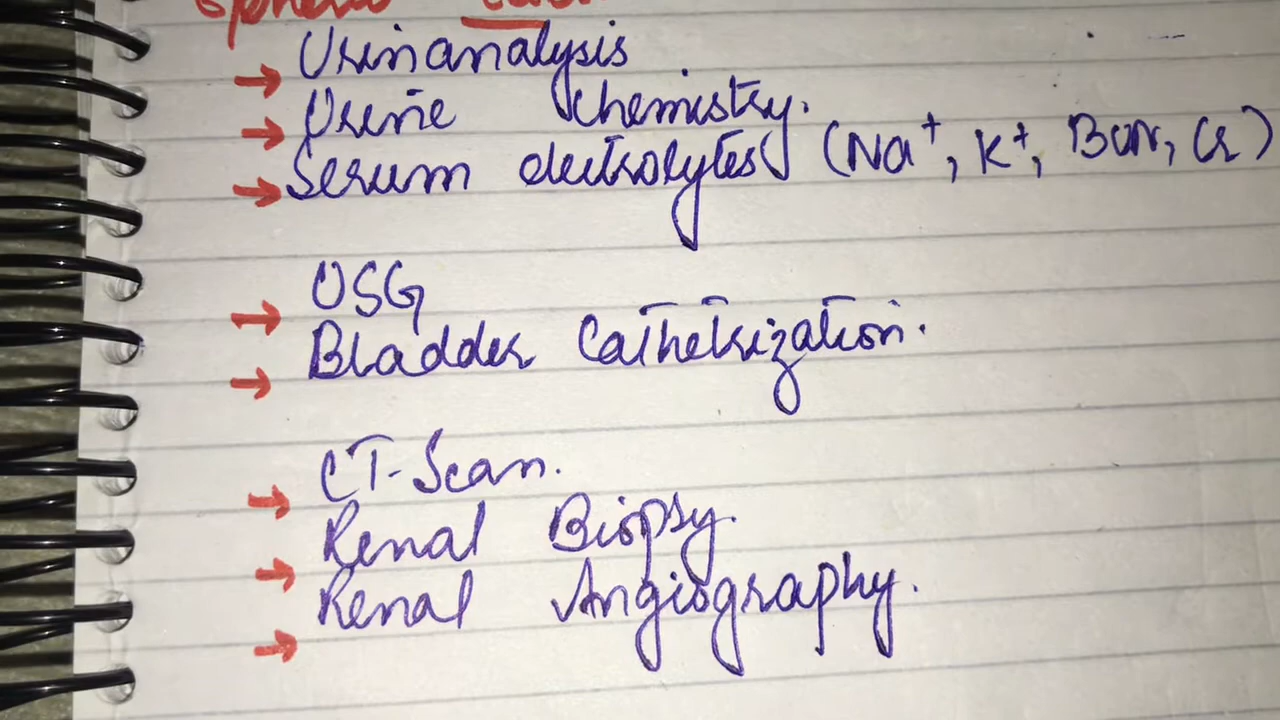 → Urinanalysis
→ Urine Chemistry.
→ Serum electrolytes (Na⁺, K⁺, BUN, Cr)
→ USG
→ Bladder Catheterization.
→ CT-Scan.
→ Renal Biopsy.
→ Renal Angiography.